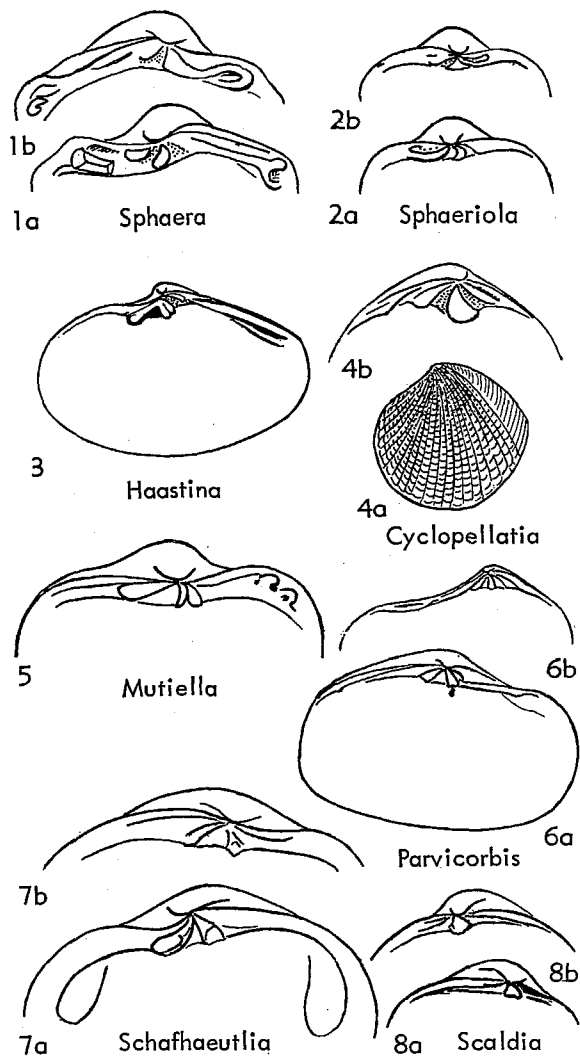 1b
2b
1a Sphaera
2a Sphaeriola
3
Haastina
4b
4a
Cyclopellatia
5
Mutiella
6b
6a
Parvicorbis
7b
7a
Schafhaeutlia
8b
8a Scaldia